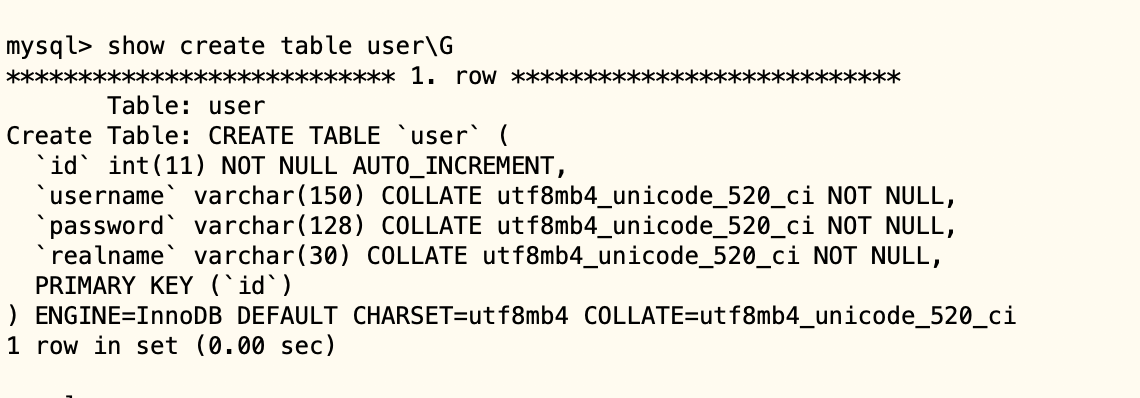 mysql> show create table user\G
*************************** 1. row ***************************
       Table: user
Create Table: CREATE TABLE `user` (
  `id` int(11) NOT NULL AUTO_INCREMENT,
  `username` varchar(150) COLLATE utf8mb4_unicode_520_ci NOT NULL,
  `password` varchar(128) COLLATE utf8mb4_unicode_520_ci NOT NULL,
  `realname` varchar(30) COLLATE utf8mb4_unicode_520_ci NOT NULL,
  PRIMARY KEY (`id`)
) ENGINE=InnoDB DEFAULT CHARSET=utf8mb4 COLLATE=utf8mb4_unicode_520_ci
1 row in set (0.00 sec)